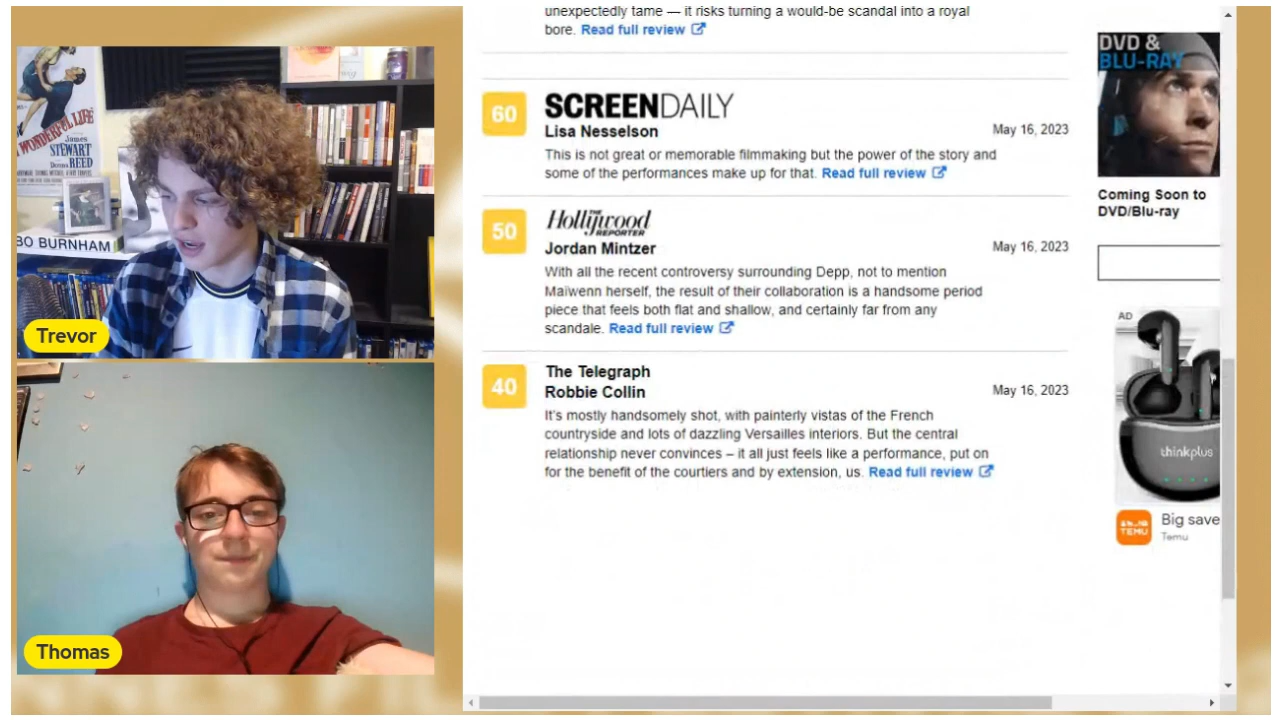 WONDERFUL LIFE
James
STEWART
Donna REED
BO BURNHAM
Trevor
Thomas
unexpectedly tame — it risks turning a would-be scandal into a royal
bore. Read full review
60
SCREENDAILY
Lisa Nesselson
May 16, 2023
This is not great or memorable filmmaking but the power of the story and
some of the performances make up for that. Read full review
50
THE
Hollywood
REPORTER
Jordan Mintzer
May 16, 2023
With all the recent controversy surrounding Depp, not to mention
Maïwenn herself, the result of their collaboration is a handsome period
piece that feels both flat and shallow, and certainly far from any
scandale. Read full review
40
The Telegraph
Robbie Collin
May 16, 2023
It's mostly handsomely shot, with painterly vistas of the French
countryside and lots of dazzling Versailles interiors. But the central
relationship never convinces – it all just feels like a performance, put on
for the benefit of the courtiers and by extension, us. Read full review
DVD &
BLU-RAY
Coming Soon to
DVD/Blu-ray
AD
thinkplus
TEMU
Big save
Temu